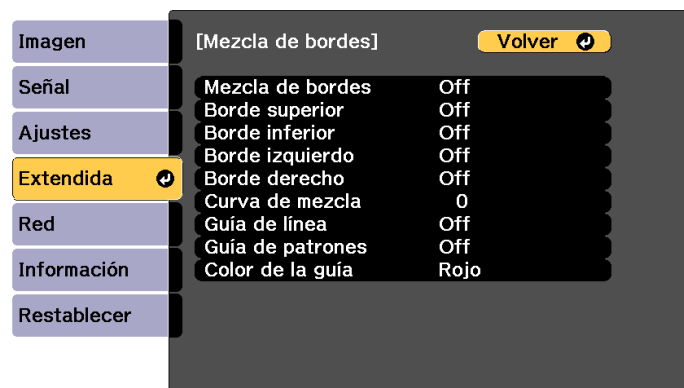 Imagen
Señal
Ajustes
Extendida
Red
Información
Restablecer
[Mezcla de bordes]
Volver
Mezcla de bordes Off
Borde superior Off
Borde inferior Off
Borde izquierdo Off
Borde derecho Off
Curva de mezcla 0
Guía de línea Off
Guía de patrones Off
Color de la guía Rojo